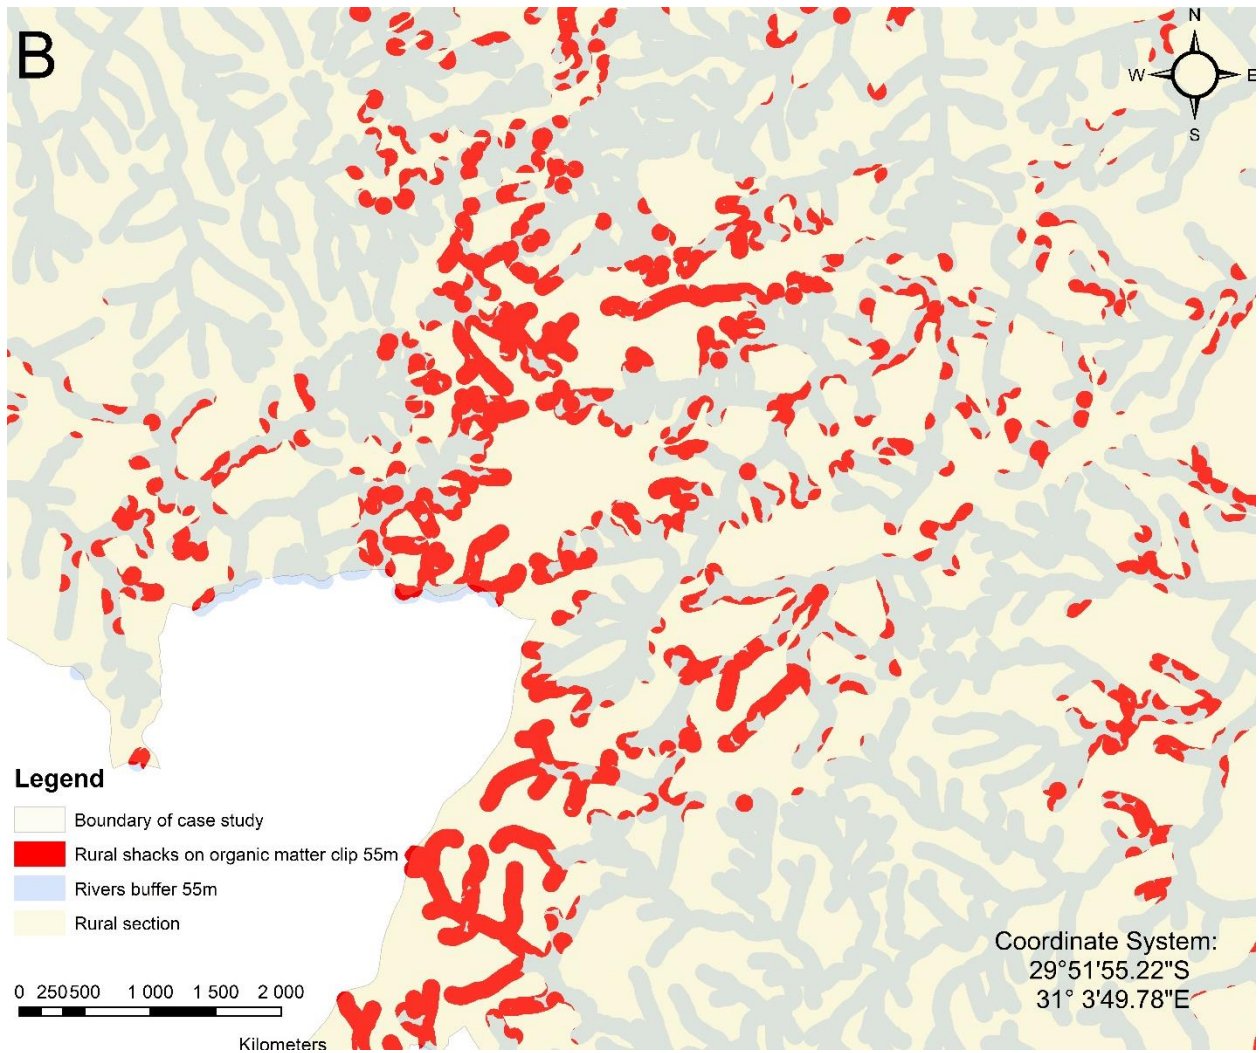 B
N
W E
S
Legend
Boundary of case study
Rural shacks on organic matter clip 55m
Rivers buffer 55m
Rural section
0 250500 1 000 1 500 2 000
Kilometers
Coordinate System:
29°51'55.22"S
31° 3'49.78"E